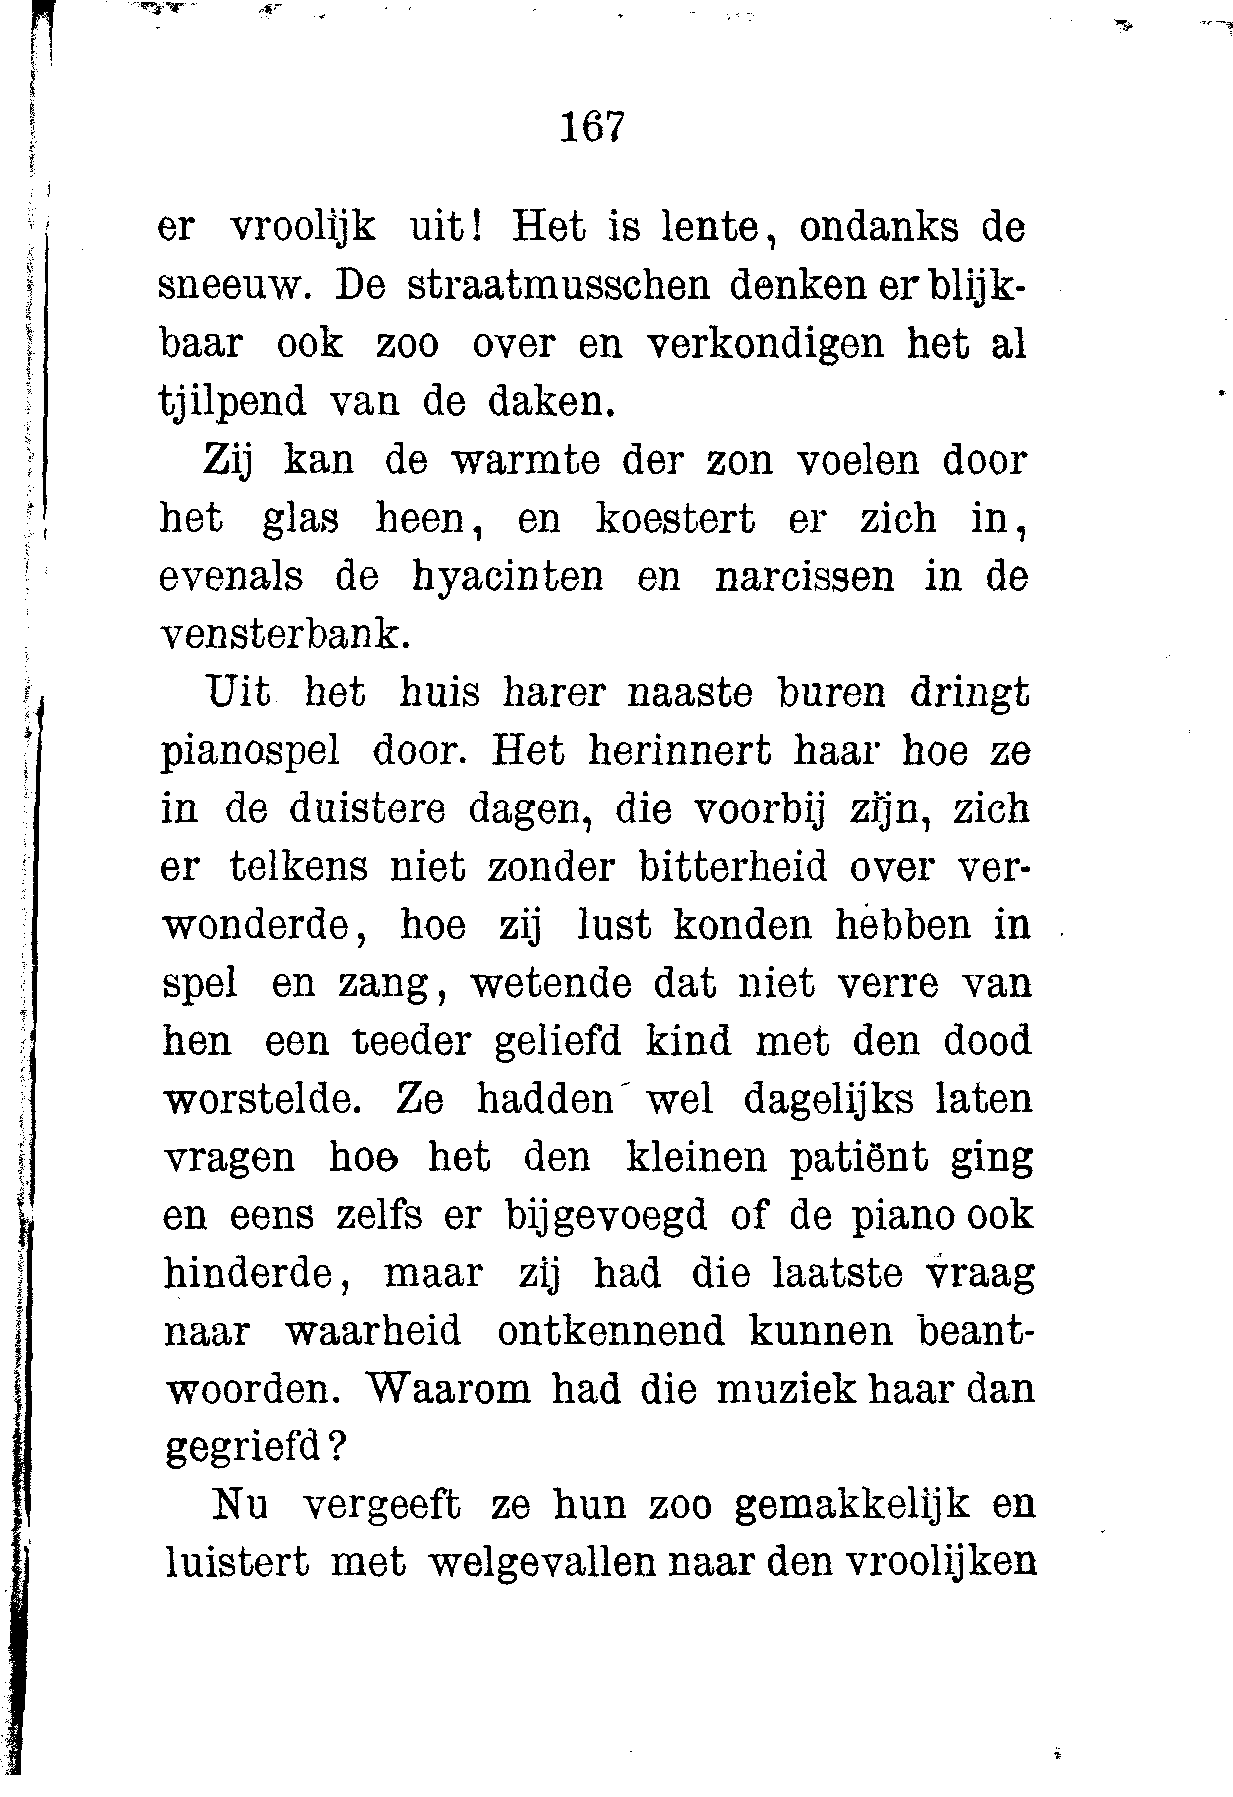 167
er vroolijk uit! Het is lente, ondanks de
sneeuw. De straatmusschen denken er blijk-
baar ook zoo over en verkondigen het al
tjilpend van de daken.
Zij kan de warmte der zon voelen door
het glas heen, en koestert er zich in,
evenals de hyacinten en narcissen in de
vensterbank.
Uit het huis harer naaste buren dringt
pianospel door. Het herinnert haar hoe ze
in de duistere dagen, die voorbij zijn, zich
er telkens niet zonder bitterheid over ver-
wonderde, hoe zij lust konden hebben in
spel en zang, wetende dat niet verre van
hen een teeder geliefd kind met den dood
worstelde. Ze hadden wel dagelijks laten
vragen hoe het den kleinen patiënt ging
en eens zelfs er bijgevoegd of de piano ook
hinderde, maar zij had die laatste vraag
naar waarheid ontkennend kunnen beant-
woorden. Waarom had die muziek haar dan
gegriefd?
Nu vergeeft ze hun zoo gemakkelijk en
luistert met welgevallen naar den vroolijken